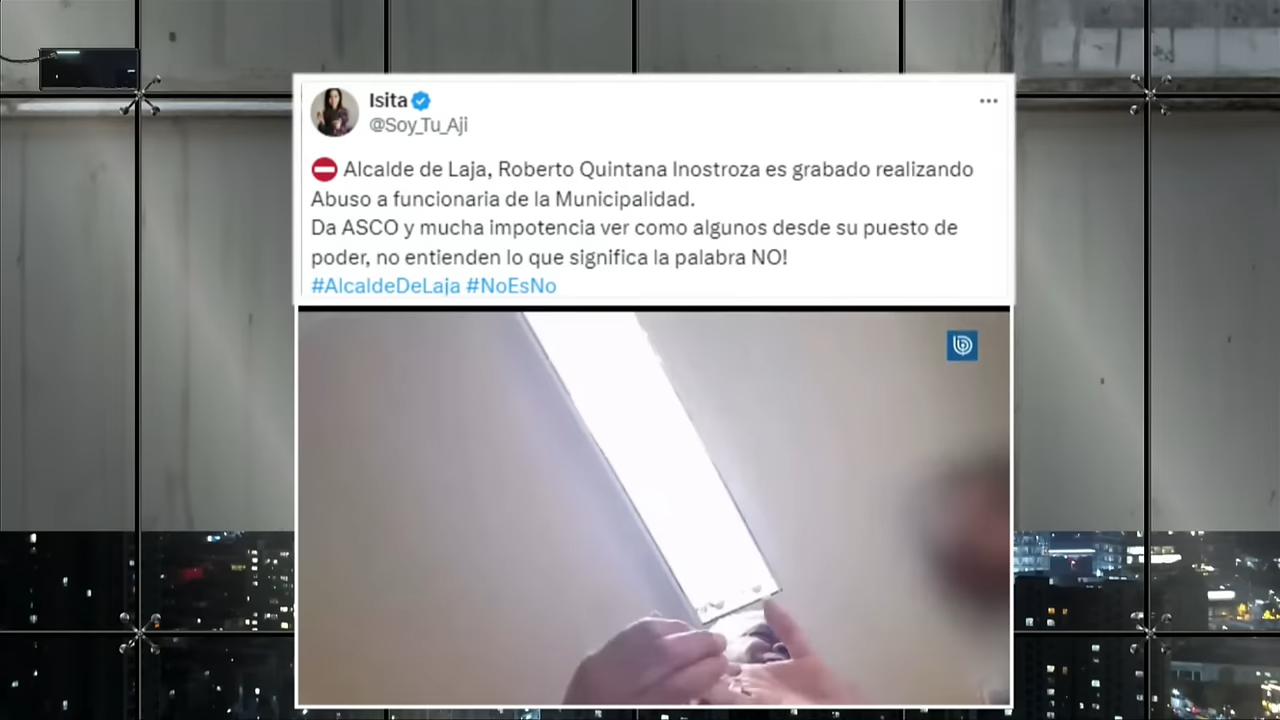 Isita
@Soy_Tu_Aji
Alcalde de Laja, Roberto Quintana Inostroza es grabado realizando
Abuso a funcionaria de la Municipalidad.
Da ASCO y mucha impotencia ver como algunos desde su puesto de
poder, no entienden lo que significa la palabra NO!
#AlcaldeDeLaja #NoEsNo